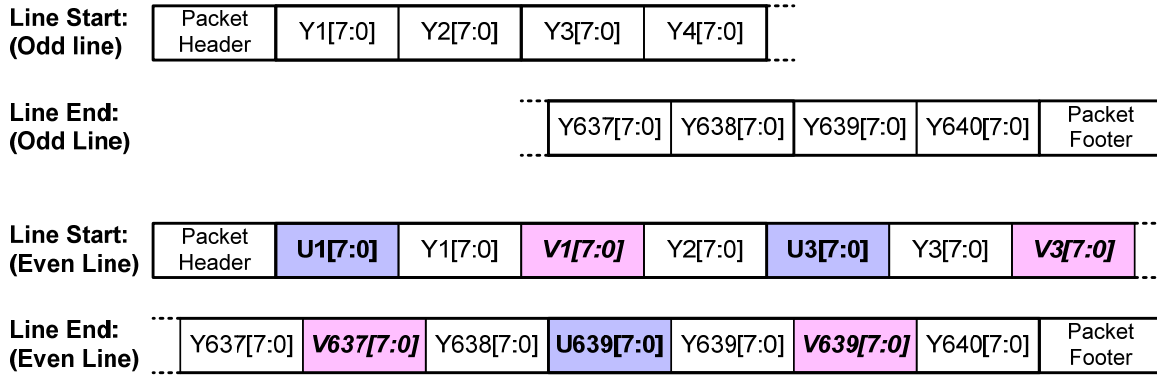 Line Start: Packet Header Y1[7:0] Y2[7:0] Y3[7:0] Y4[7:0]
(Odd line)
Line End: Y637[7:0] Y638[7:0] Y639[7:0] Y640[7:0] Packet Footer
(Odd Line)
Line Start: Packet Header U1[7:0] Y1[7:0] V1[7:0] Y2[7:0] U3[7:0] Y3[7:0] V3[7:0]
(Even Line)
Line End: Y637[7:0] V637[7:0] Y638[7:0] U639[7:0] Y639[7:0] V639[7:0] Y640[7:0] Packet Footer
(Even Line)